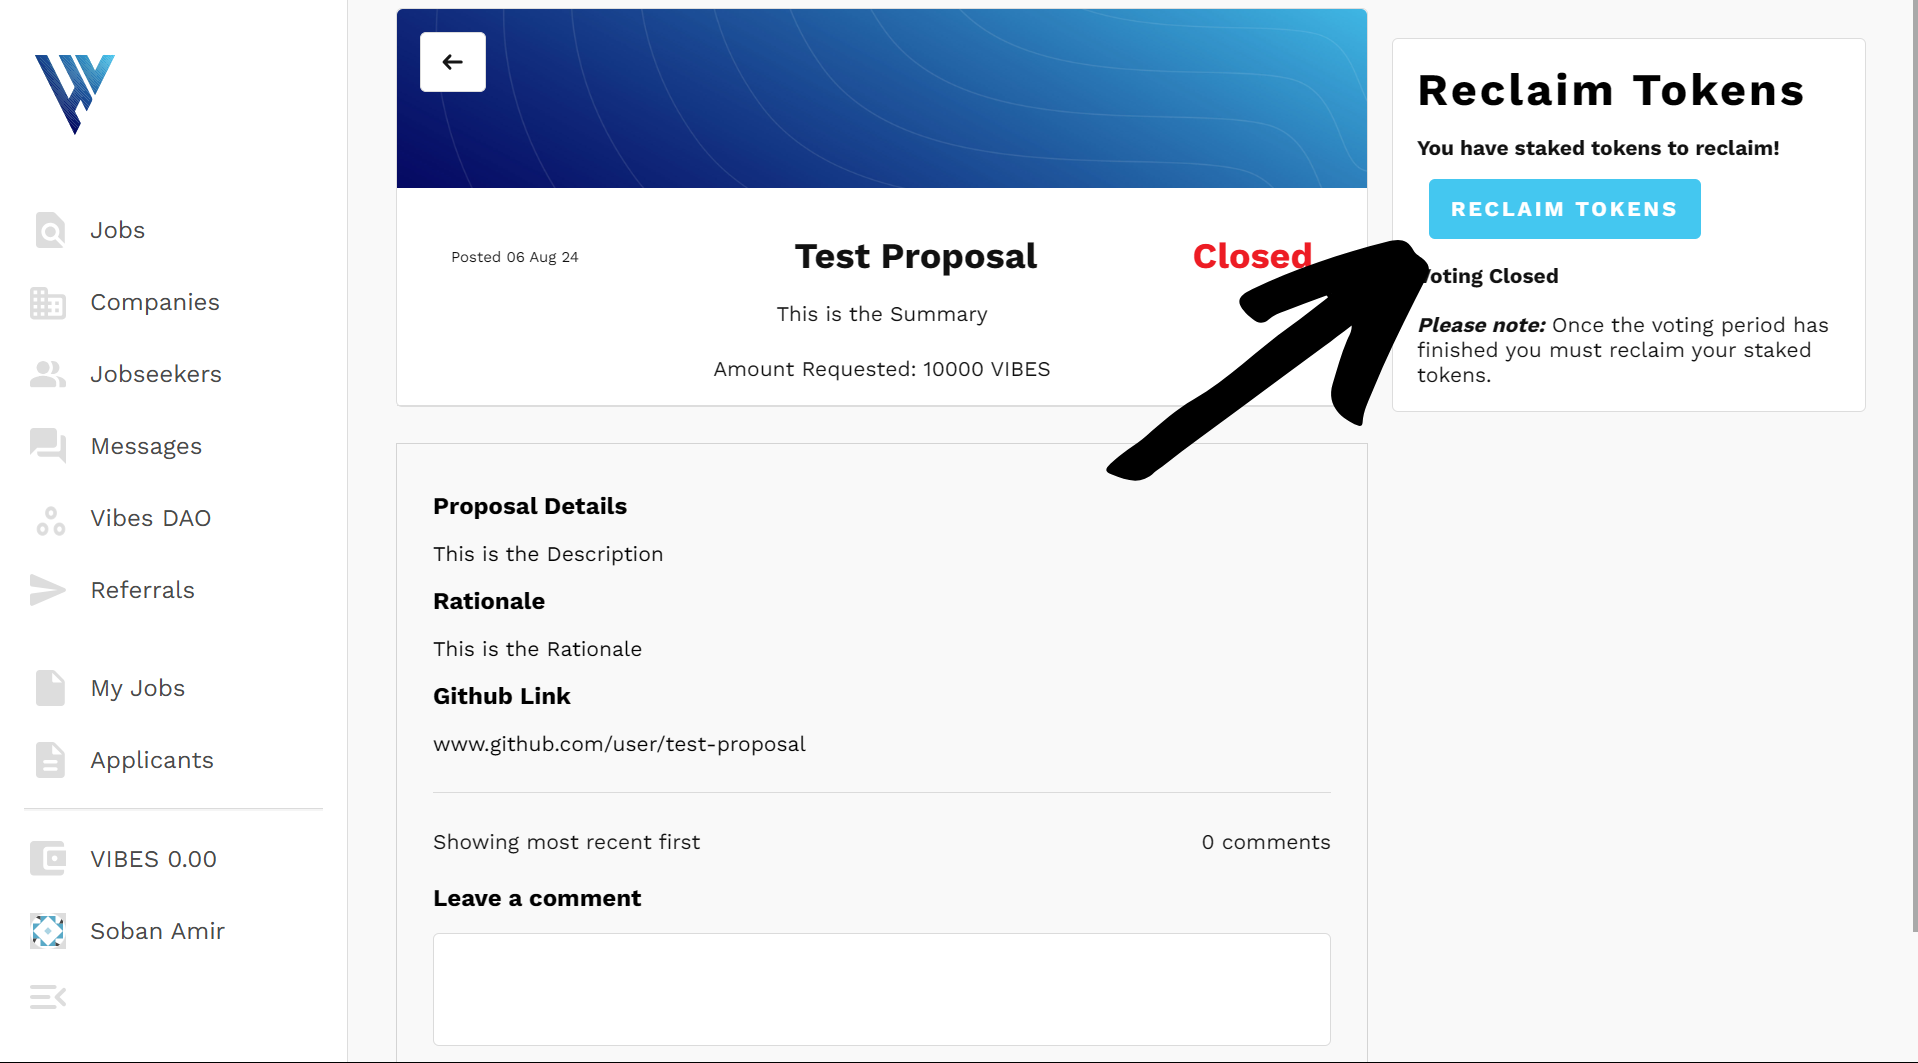 Jobs
Companies
Jobseekers
Messages
Vibes DAO
Referrals
My Jobs
Applicants
VIBES 0.00
Soban Amir
Posted 06 Aug 24
Test Proposal
Closed
This is the Summary
Amount Requested: 10000 VIBES
Proposal Details
This is the Description
Rationale
This is the Rationale
Github Link
www.github.com/user/test-proposal
Showing most recent first
0 comments
Leave a comment
Reclaim Tokens
You have staked tokens to reclaim!
RECLAIM TOKENS
Voting Closed
Please note: Once the voting period has
finished you must reclaim your staked
tokens.